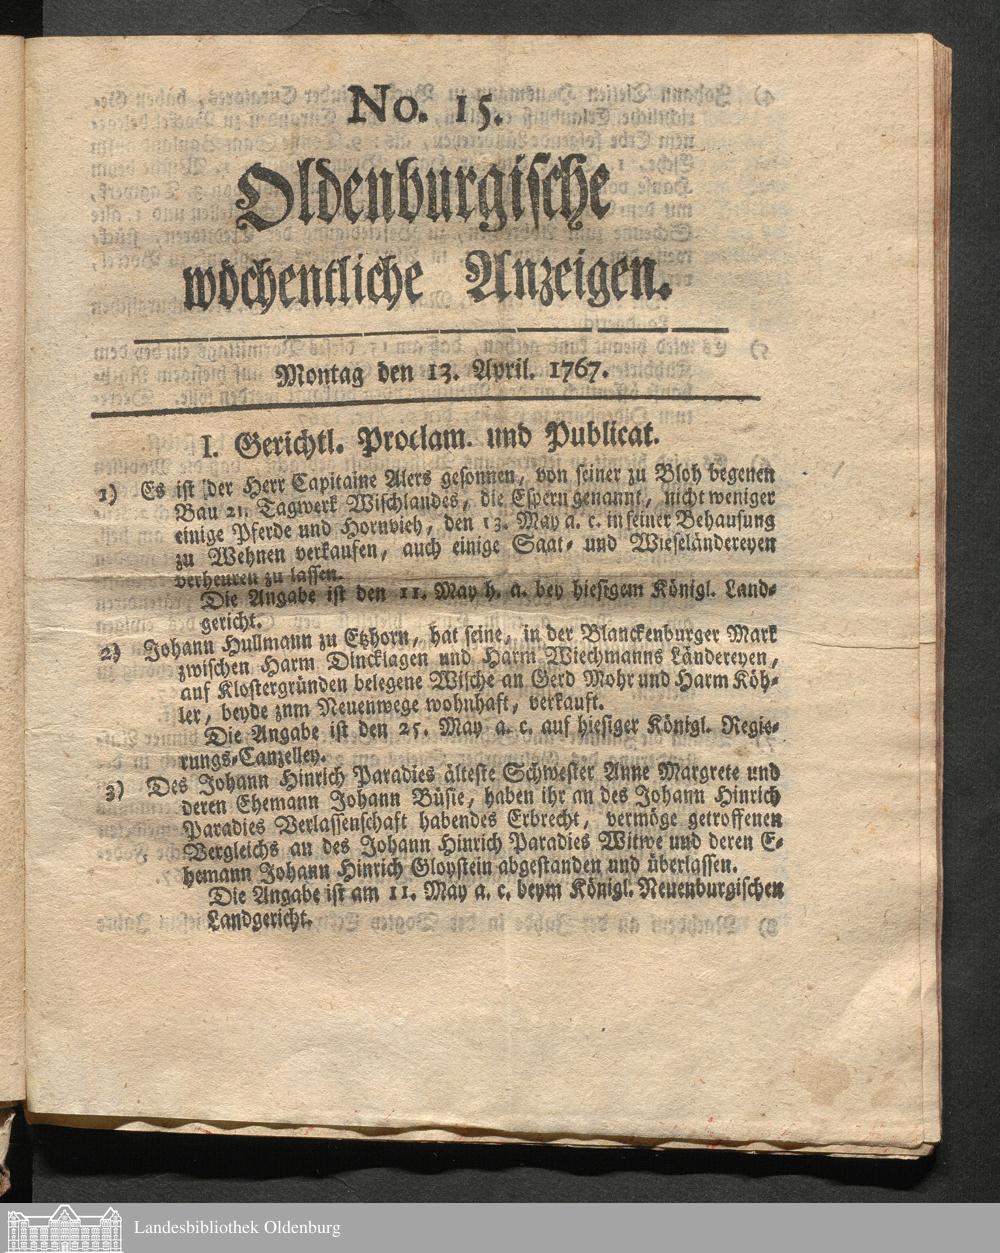 No. 15.
Oldenburgische
wöchentliche Anzeigen.
Montag den 13. April. 1767.
I. Gerichtl. Proclam. und Publicat.
1) Es ist der Herr Capitaine Alers gesonnen, von seiner zu Bloh begenen
Bau 21. Tagwerk Wischlandes, die Espern genannt, nicht weniger
einige Pferde und Hornvieh, den 13. May a. c. in seiner Behausung
zu Wehnen verkaufen, auch einige Saat- und Wieseländereyen
verheuren zu lassen.
Die Angabe ist den 11. May h. a. bey hiesigem Königl. Land-
gericht.
2) Johann Hullmann zu Etzhorn, hat seine, in der Blanckenburger Mark
zwischen Harm Dincklagen und Harm Wiechmanns Ländereyen,
auf Klostergründen belegene Wische an Gerd Mohr und Harm Köh-
ler, beyde znm Neuenwege wohnhaft, verkauft.
Die Angabe ist den 25. May a. c. auf hiesiger Königl. Regie-
rungs-Canzelley.
3) Des Johann Hinrich Paradies älteste Schwester Anne Margrete und
deren Ehemann Johann Büsie, haben ihr an des Johann Hinrich
Paradies Verlassenschaft habendes Erbrecht, vermöge getroffenen
Vergleichs an des Johann Hinrich Paradies Witwe und deren E-
hemann Johann Hinrich Gloystein abgestanden und überlassen.
Die Angabe ist am 11. May a. c. beym Königl. Neuenburgischen
Landgericht.
Landesbibliothek Oldenburg